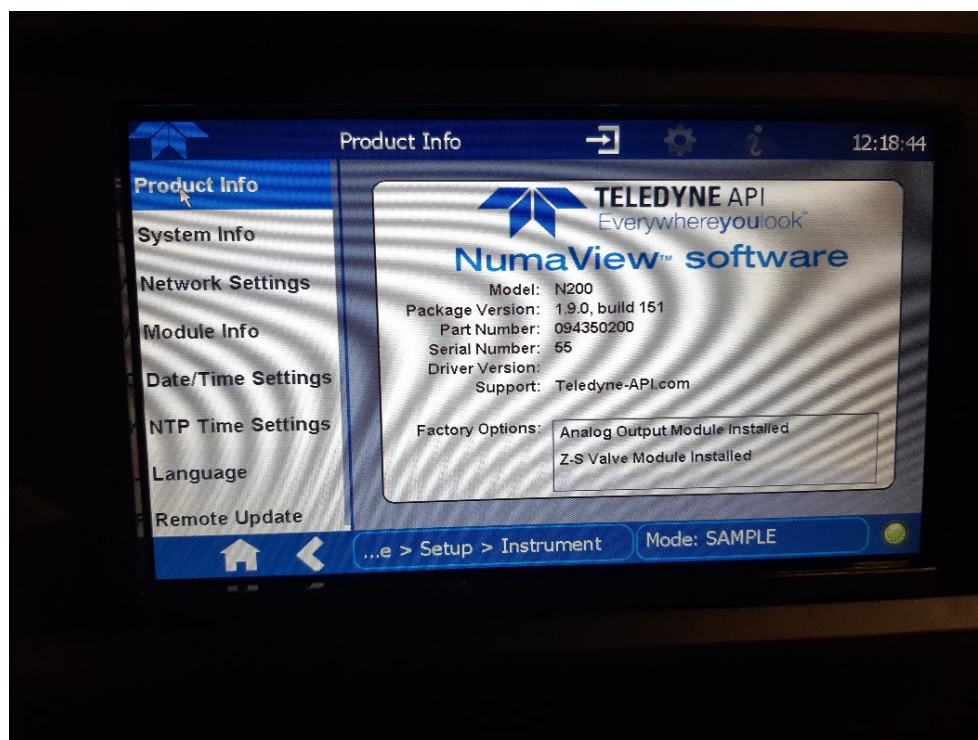 Product Info
12:18:44
Product Info
System Info
Network Settings
Module Info
Date/Time Settings
NTP Time Settings
Language
Remote Update
TELEDYNE API
Everywhereyoulook™
NumaView™ software
Model: N200
Package Version: 1.9.0, build 151
Part Number: 094350200
Serial Number: 55
Driver Version:
Support: Teledyne-API.com
Factory Options: Analog Output Module Installed
Z-S Valve Module Installed
...e > Setup > Instrument
Mode: SAMPLE